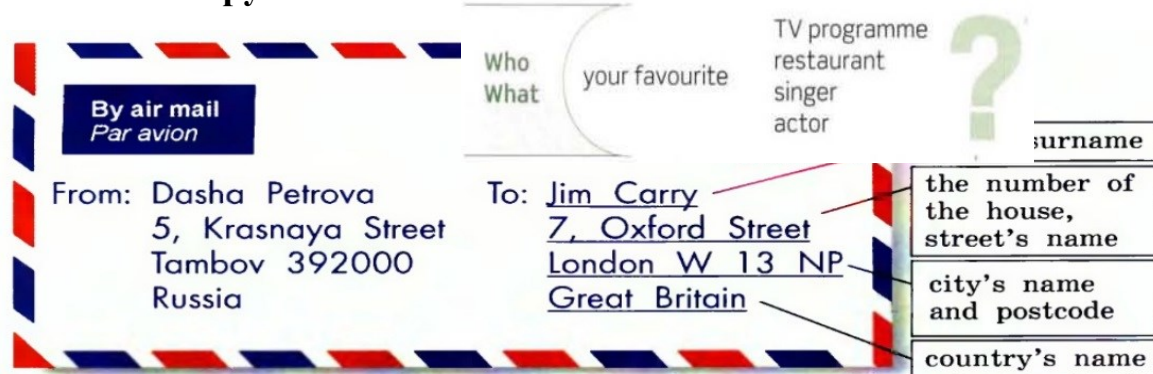 Who
What
your favourite
TV programme
restaurant
singer
actor
?
By air mail
Par avion
From: Dasha Petrova
5, Krasnaya Street
Tambov 392000
Russia
To: Jim Carry
7, Oxford Street
London W 13 NP
Great Britain
surname
the number of
the house,
street's name
city's name
and postcode
country's name